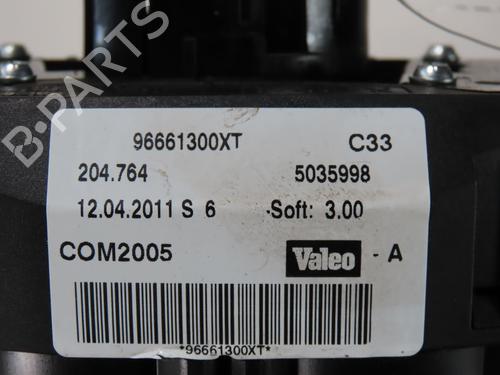 96661300XT C33
204.764 5035998
12.04.2011 S 6 Soft: 3.00
COM2005 Valeo - A
*96661300XT*
B-PARTS